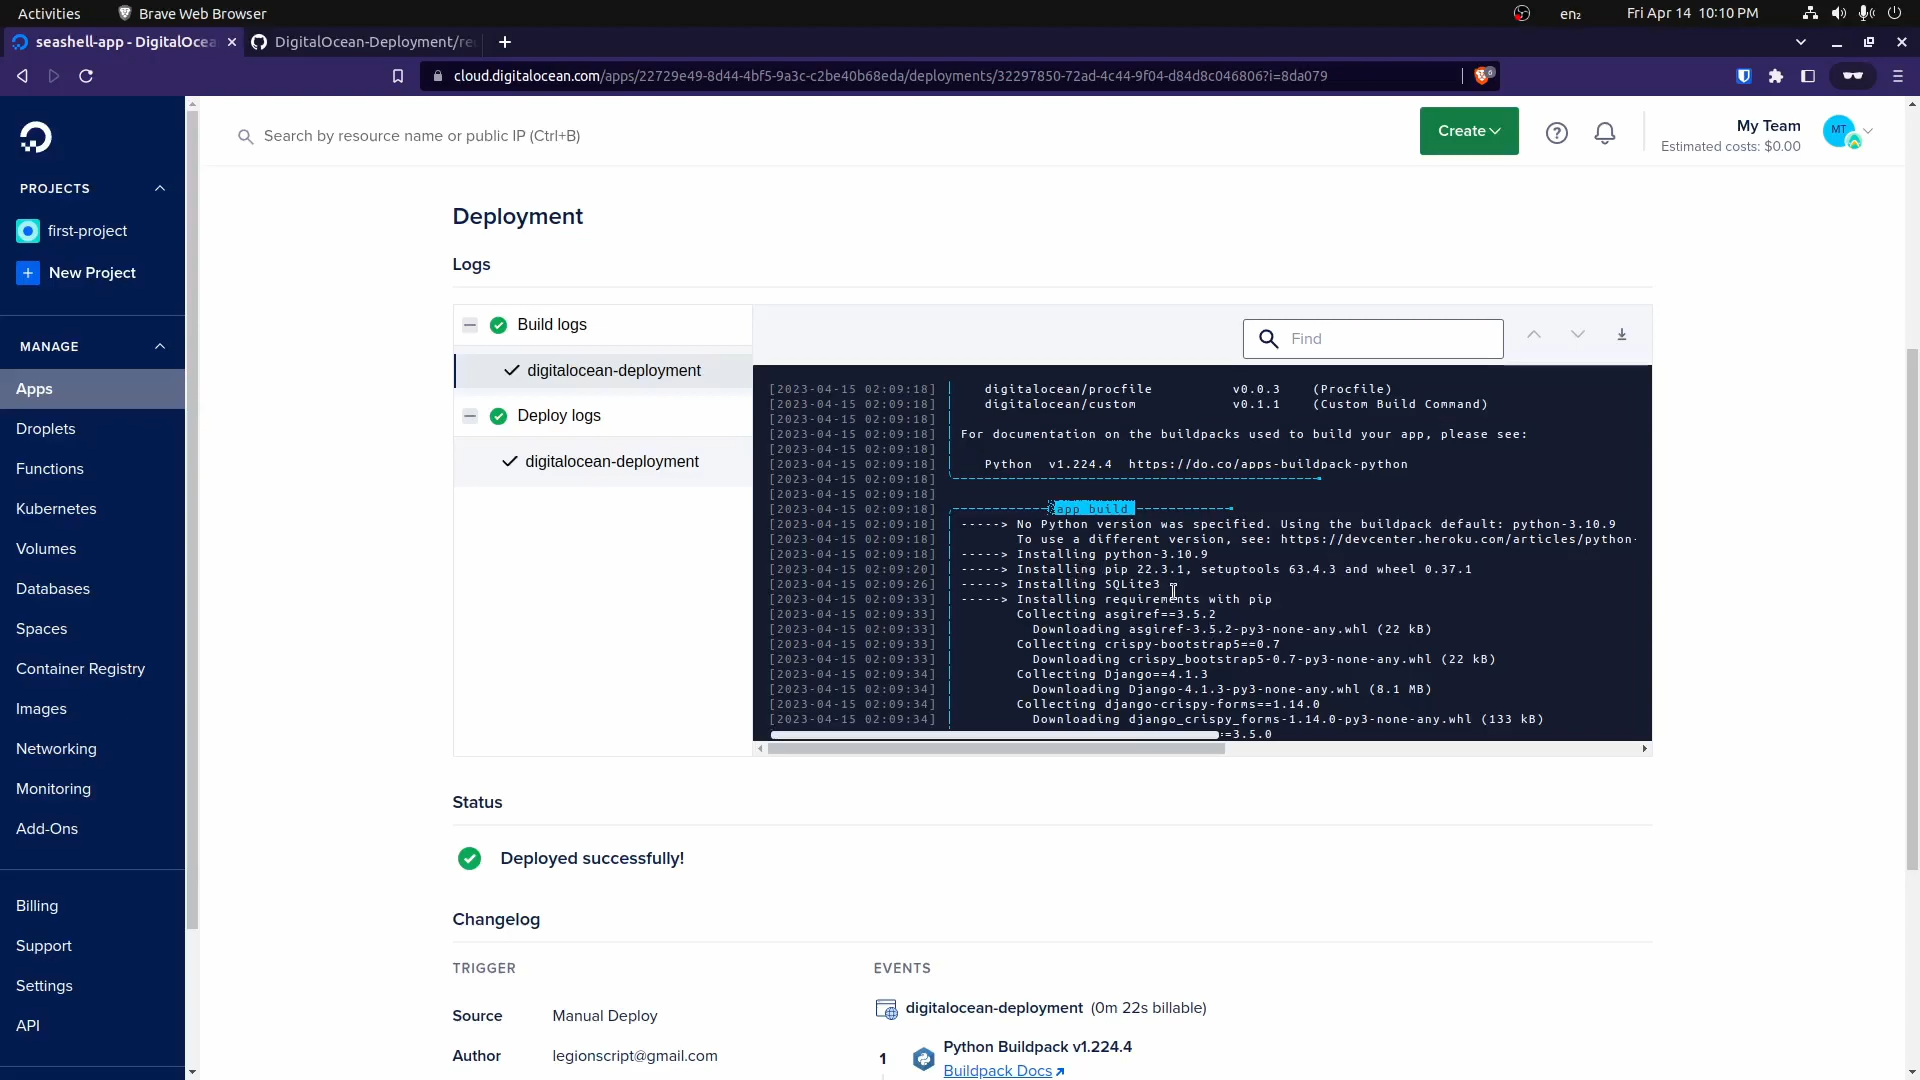 Activities
Brave Web Browser
en₂
Fri Apr 14 10:10 PM
seashell-app - DigitalOcea
DigitalOcean-Deployment/re
cloud.digitalocean.com/apps/22729e49-8d44-4bf5-9a3c-c2be40b68eda/deployments/32297850-72ad-4c44-9f04-d84d8c046806?i=8da079
6
Search by resource name or public IP (Ctrl+B)
Create
My Team
Estimated costs: $0.00
MT
PROJECTS
first-project
New Project
MANAGE
Apps
Droplets
Functions
Kubernetes
Volumes
Databases
Spaces
Container Registry
Images
Networking
Monitoring
Add-Ons
Billing
Support
Settings
API
Deployment
Logs
Build logs
digitalocean-deployment
Deploy logs
digitalocean-deployment
Find
[2023-04-15 02:09:18] │ digitalocean/procfile v0.0.3 (Procfile)
[2023-04-15 02:09:18] │ digitalocean/custom v0.1.1 (Custom Build Command)
[2023-04-15 02:09:18] │
[2023-04-15 02:09:18] │ For documentation on the buildpacks used to build your app, please see:
[2023-04-15 02:09:18] │
[2023-04-15 02:09:18] │ Python v1.224.4 https://do.co/apps-buildpack-python
[2023-04-15 02:09:18]
[2023-04-15 02:09:18]
[2023-04-15 02:09:18] app build
[2023-04-15 02:09:18] │ -----> No Python version was specified. Using the buildpack default: python-3.10.9
[2023-04-15 02:09:18] │ To use a different version, see: https://devcenter.heroku.com/articles/python-
[2023-04-15 02:09:18] │ -----> Installing python-3.10.9
[2023-04-15 02:09:20] │ -----> Installing pip 22.3.1, setuptools 63.4.3 and wheel 0.37.1
[2023-04-15 02:09:26] │ -----> Installing SQLite3
[2023-04-15 02:09:33] │ -----> Installing requirements with pip
[2023-04-15 02:09:33] │ Collecting asgiref==3.5.2
[2023-04-15 02:09:33] │ Downloading asgiref-3.5.2-py3-none-any.whl (22 kB)
[2023-04-15 02:09:33] │ Collecting crispy-bootstrap5==0.7
[2023-04-15 02:09:33] │ Downloading crispy_bootstrap5-0.7-py3-none-any.whl (22 kB)
[2023-04-15 02:09:34] │ Collecting Django==4.1.3
[2023-04-15 02:09:34] │ Downloading Django-4.1.3-py3-none-any.whl (8.1 MB)
[2023-04-15 02:09:34] │ Collecting django-crispy-forms==1.14.0
[2023-04-15 02:09:34] │ Downloading django_crispy_forms-1.14.0-py3-none-any.whl (133 kB)
==3.5.0
Status
Deployed successfully!
Changelog
TRIGGER
Source Manual Deploy
Author legionscript@gmail.com
EVENTS
digitalocean-deployment (0m 22s billable)
1 Python Buildpack v1.224.4
Buildpack Docs